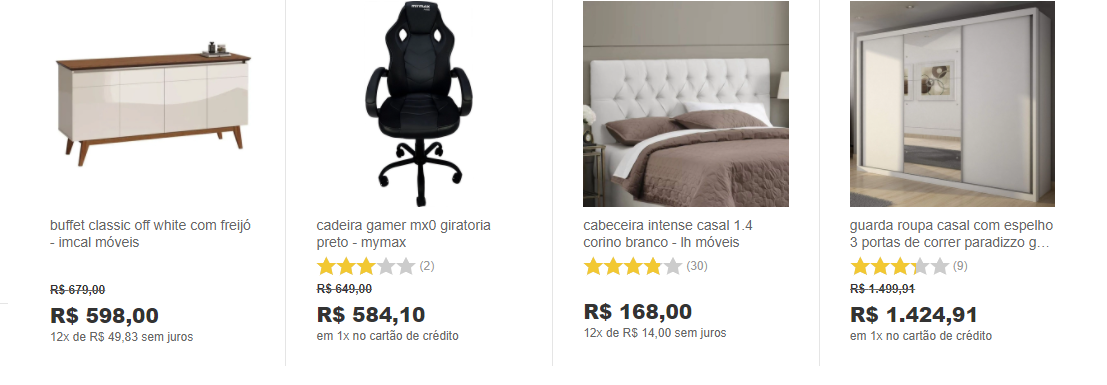 buffet classic off white com freijó
- imcal móveis
R$ 679,00
R$ 598,00
12x de R$ 49,83 sem juros
cadeira gamer mx0 giratoria
preto - mymax
(2)
R$ 649,00
R$ 584,10
em 1x no cartão de crédito
cabeceira intense casal 1.4
corino branco - lh móveis
(30)
R$ 168,00
12x de R$ 14,00 sem juros
guarda roupa casal com espelho
3 portas de correr paradizzo g...
(9)
R$ 1.499,91
R$ 1.424,91
em 1x no cartão de crédito